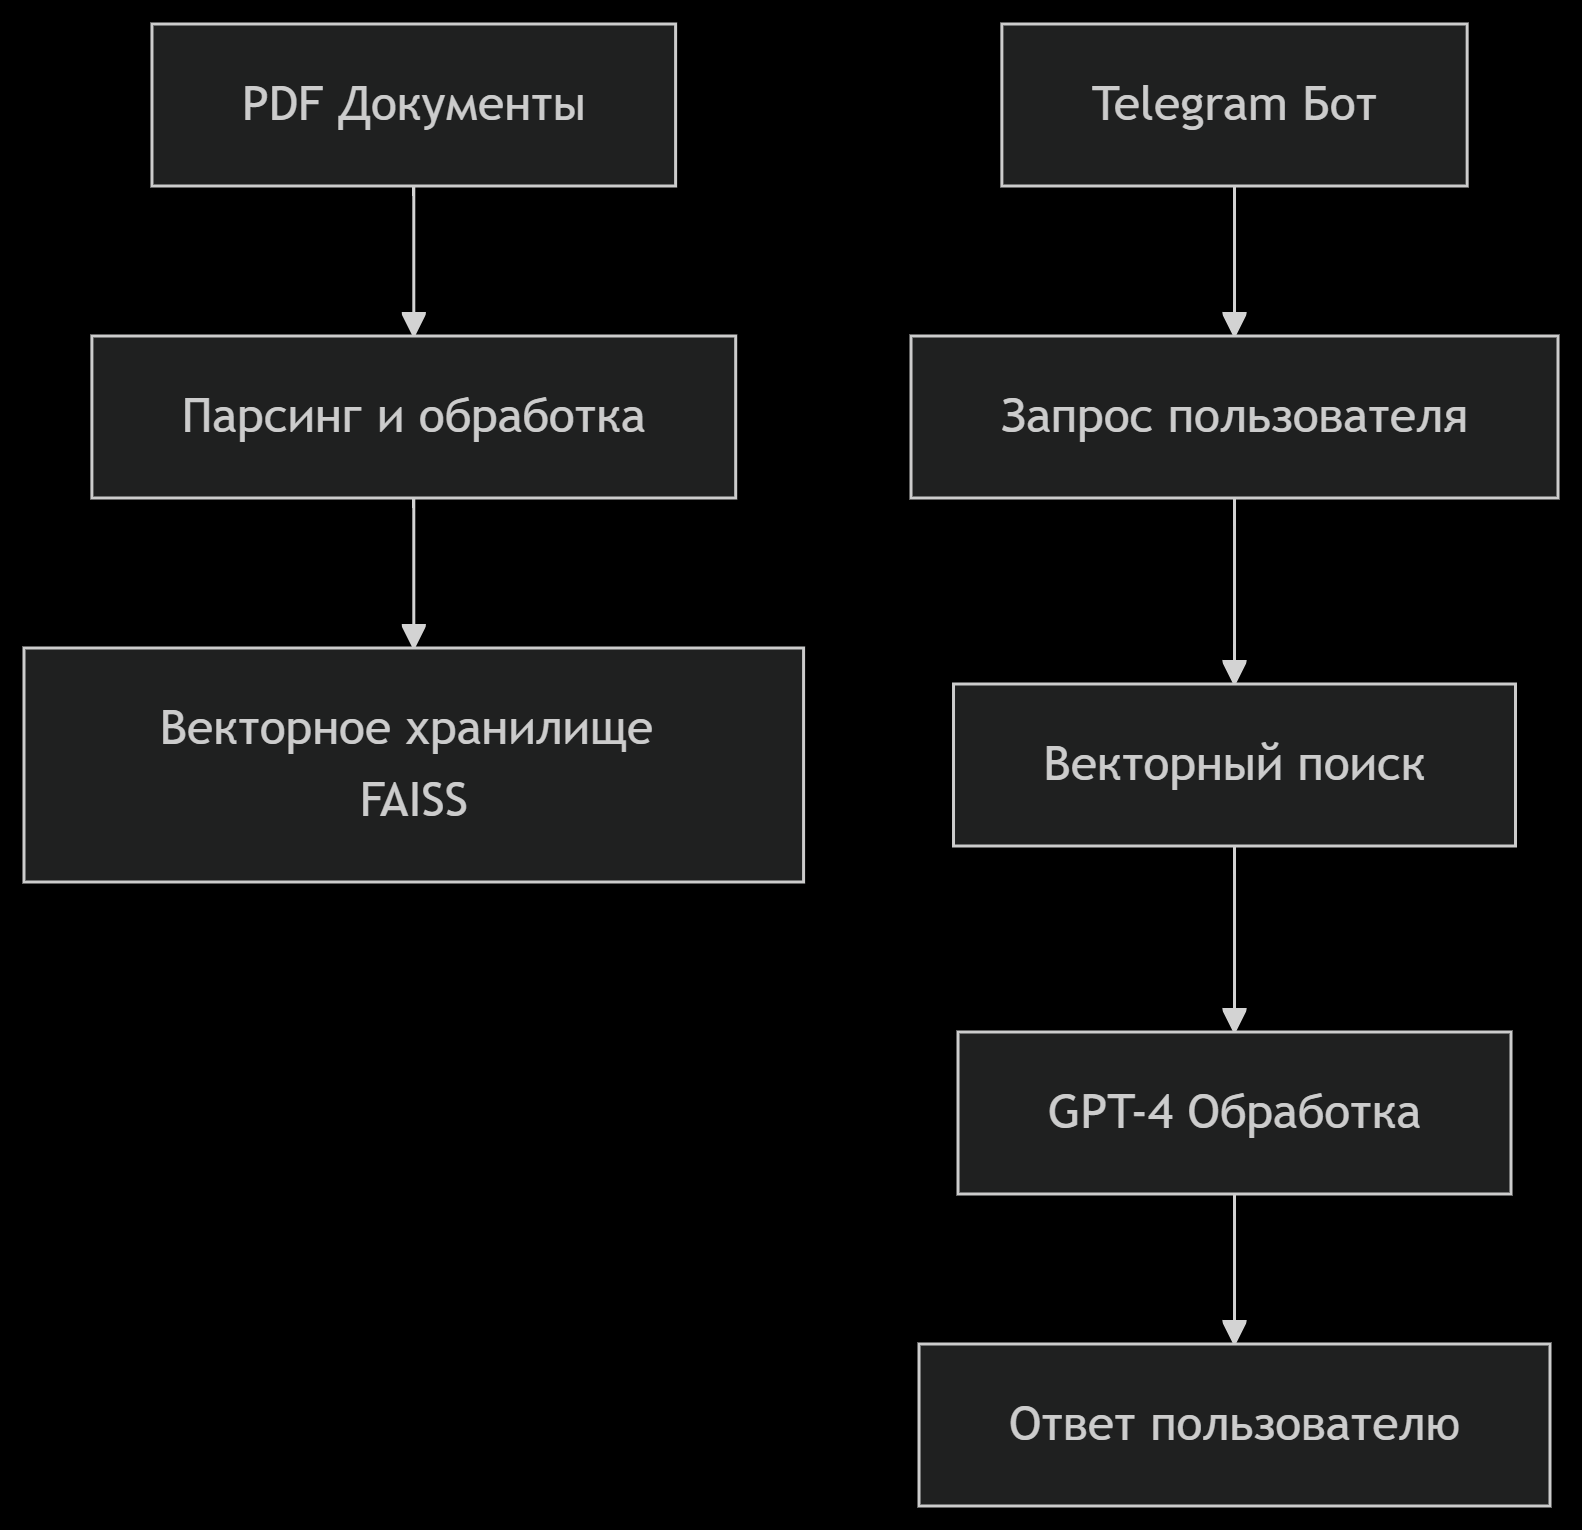 PDF Документы
Парсинг и обработка
Векторное хранилище
FAISS
Telegram Бот
Запрос пользователя
Векторный поиск
GPT-4 Обработка
Ответ пользователю